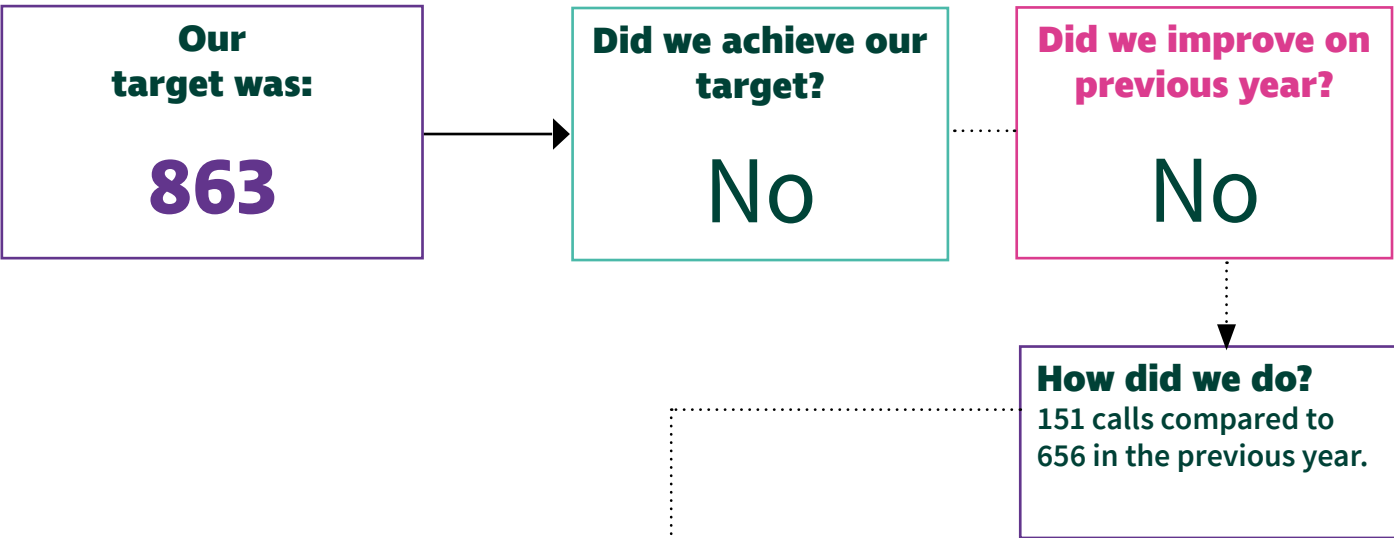 Our
target was:
863
Did we achieve our
target?
No
Did we improve on
previous year?
No
How did we do?
151 calls compared to
656 in the previous year.